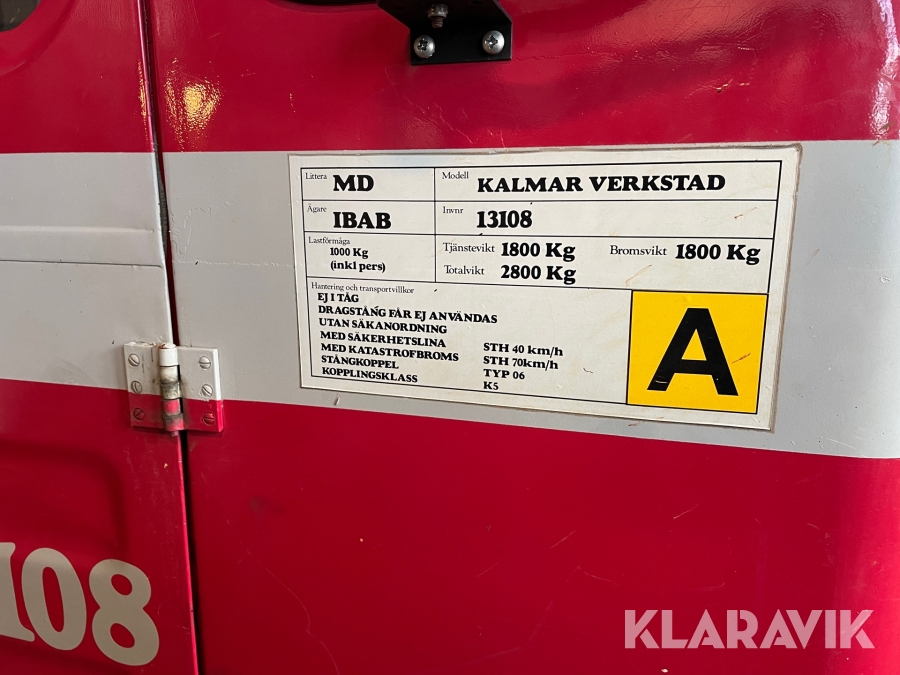 Littera MD Modell KALMAR VERKSTAD
Ägare IBAB Invnr 13108
Lastförmåga 1000 Kg (inkl pers) Tjänstevikt 1800 Kg Bromsvikt 1800 Kg
Totalvikt 2800 Kg
Hantering och transportvillkor
EJ I TÅG
DRAGSTÅNG FÅR EJ ANVÄNDAS
UTAN SÄKANORDNING
MED SÄKERHETSLINA STH 40 km/h
MED KATASTROFBROMS STH 70km/h
STÅNGKOPPEL TYP 06
KOPPLINGSKLASS K5
A
108
KLARAVIK